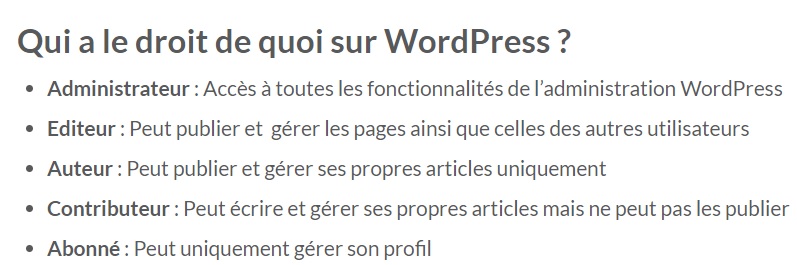 Qui a le droit de quoi sur WordPress ?
• Administrateur : Accès à toutes les fonctionnalités de l’administration WordPress
• Editeur : Peut publier et  gérer les pages ainsi que celles des autres utilisateurs
• Auteur : Peut publier et gérer ses propres articles uniquement
• Contributeur : Peut écrire et gérer ses propres articles mais ne peut pas les publier
• Abonné : Peut uniquement gérer son profil